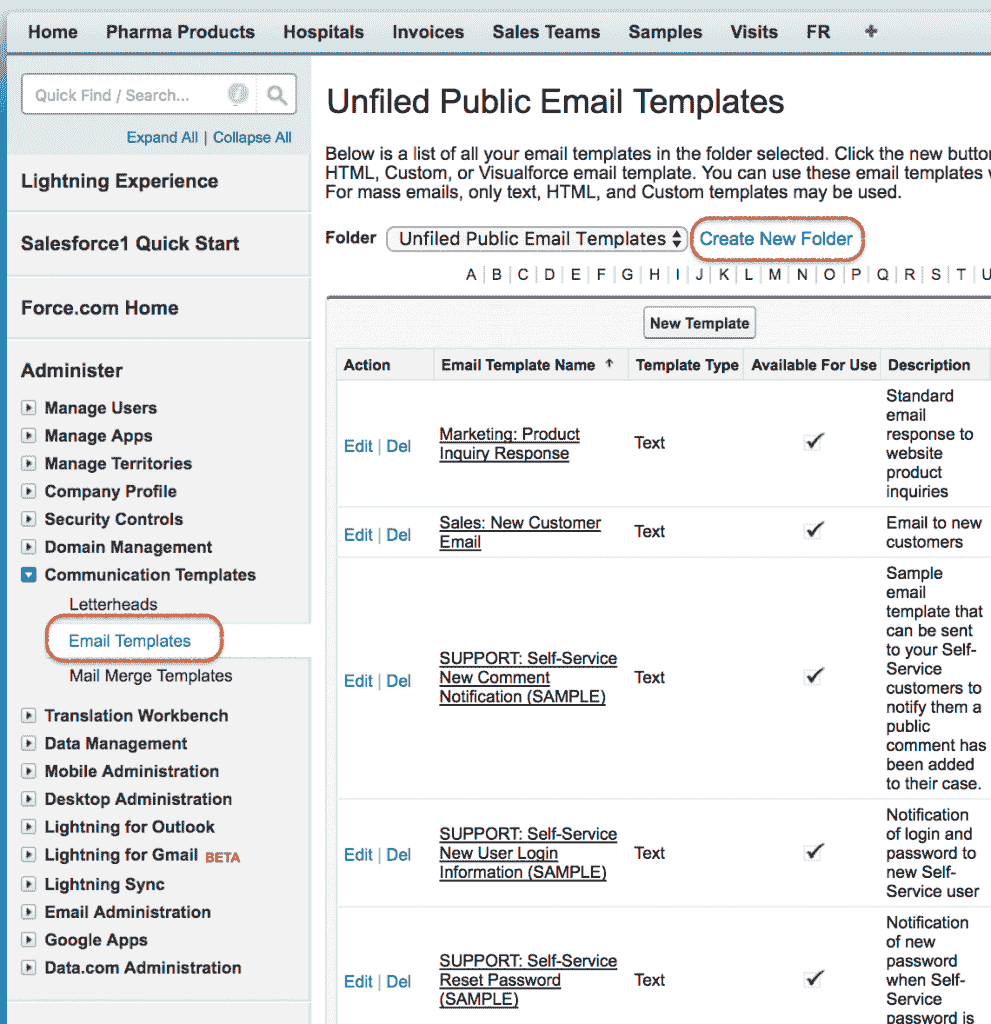 Home Pharma Products Hospitals Invoices Sales Teams Samples Visits FR +
Quick Find / Search... i
Expand All | Collapse All
Lightning Experience
Salesforce1 Quick Start
Force.com Home
Administer
Manage Users
Manage Apps
Manage Territories
Company Profile
Security Controls
Domain Management
Communication Templates
Letterheads
Email Templates
Mail Merge Templates
Translation Workbench
Data Management
Mobile Administration
Desktop Administration
Lightning for Outlook
Lightning for Gmail BETA
Lightning Sync
Email Administration
Google Apps
Data.com Administration
Unfiled Public Email Templates
Below is a list of all your email templates in the folder selected. Click the new
HTML, Custom, or Visualforce email template. You can use these email templates
For mass emails, only text, HTML, and Custom templates may be used.
Folder Unfiled Public Email Templates Create New Folder
A | B | C | D | E | F | G | H | I | J | K | L | M | N | O | P | Q | R | S | T | U
New Template
Action Email Template Name ↑ Template Type Available For Use Description
Edit | Del
Marketing: Product
Inquiry Response
Text
Standard
email
response to
website
product
inquiries
Edit | Del
Sales: New Customer
Email
Text
Email to new
customers
Edit | Del
SUPPORT: Self-Service
New Comment
Notification (SAMPLE)
Text
Sample
email
template that
can be sent
to your Self-
Service
customers to
notify them a
public
comment has
been added
to their case.
Edit | Del
SUPPORT: Self-Service
New User Login
Information (SAMPLE)
Text
Notification
of login and
password to
new Self-
Service user
Edit | Del
SUPPORT: Self-Service
Reset Password
(SAMPLE)
Text
Notification
of new
password
when Self-
Service
password is